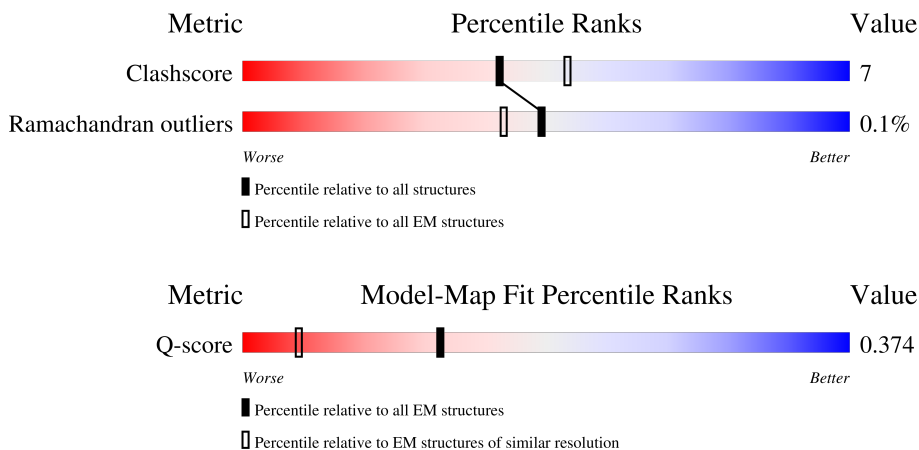 Metric Percentile Ranks Value
Clashscore 7
Ramachandran outliers 0.1%
Worse Better
Percentile relative to all structures
Percentile relative to all EM structures
Metric Model-Map Fit Percentile Ranks Value
Q-score 0.374
Worse Better
Percentile relative to all EM structures
Percentile relative to EM structures of similar resolution